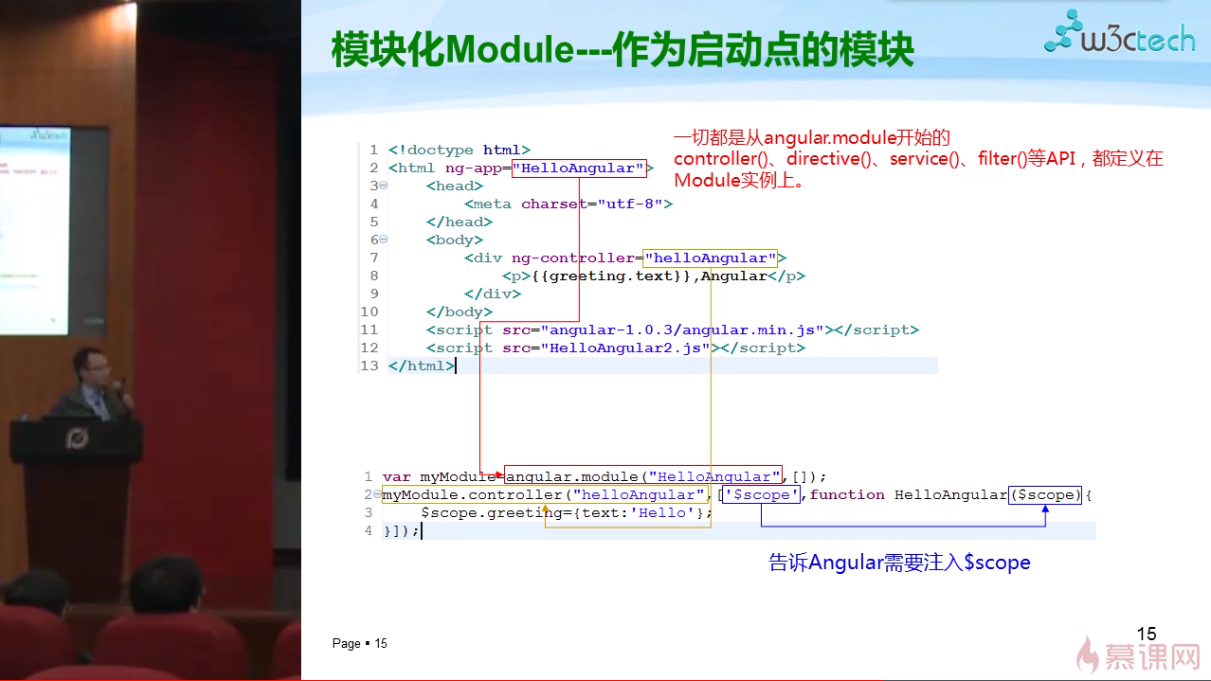 模块化Module---作为启动点的模块
w3ctech
一切都是从angular.module开始的
controller()、directive()、service()、filter()等API，都定义在
Module实例上。
1 <!doctype html>
2 <html ng-app="HelloAngular">
3 <head>
4 <meta charset="utf-8">
5 </head>
6 <body>
7 <div ng-controller="helloAngular">
8 <p>{{greeting.text}},Angular</p>
9 </div>
10 </body>
11 <script src="angular-1.0.3/angular.min.js"></script>
12 <script src="HelloAngular2.js"></script>
13 </html>
1 var myModule=angular.module("HelloAngular",[]);
2 myModule.controller("helloAngular",['$scope',function HelloAngular($scope){
3 $scope.greeting={text:'Hello'};
4 }]);
告诉Angular需要注入$scope
Page ▪ 15
15
慕课网